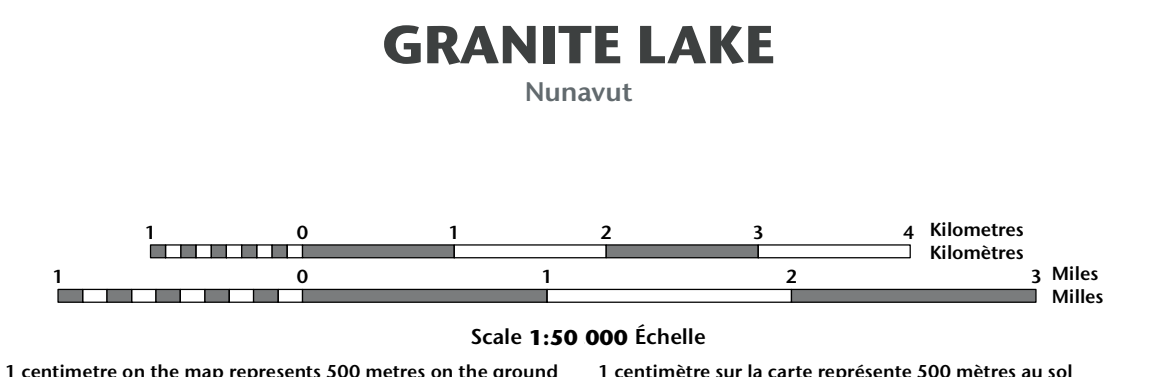 GRANITE LAKE
Nunavut
1 0 1 2 3 4 Kilometres
Kilomètres
1 0 1 2 3 Miles
Milles
Scale 1:50 000 Échelle
1 centimetre on the map represents 500 metres on the ground 1 centimètre sur la carte représente 500 mètres au sol